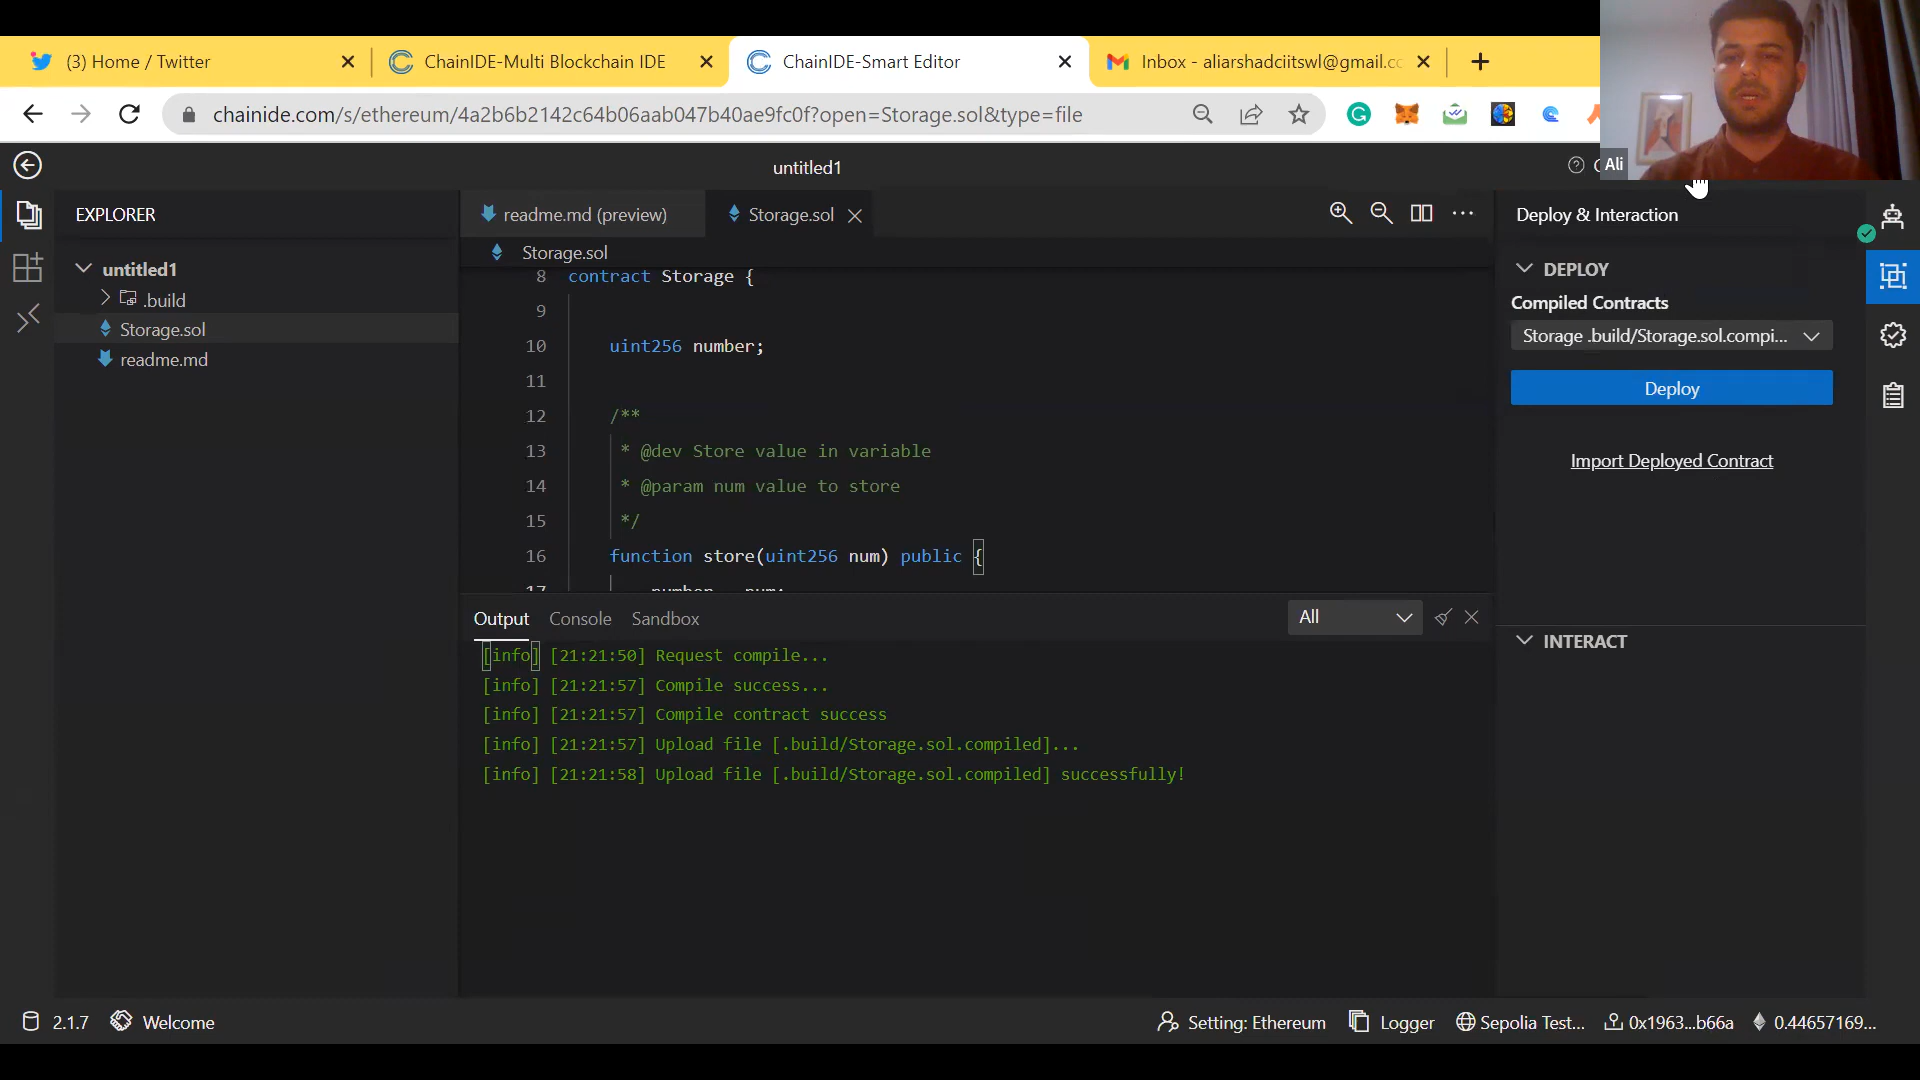 (3) Home / Twitter
ChainIDE-Multi Blockchain IDE
ChainIDE-Smart Editor
Inbox - aliarshadciitswl@gmail.cc
chainide.com/s/ethereum/4a2b6b2142c64b06aab047b40ae9fc0f?open=Storage.sol&type=file
Ali
untitled1
EXPLORER
readme.md (preview)
Storage.sol
Deploy & Interaction
Storage.sol
untitled1
.build
Storage.sol
readme.md
8 contract Storage {
9
10 uint256 number;
11
12 /**
13 * @dev Store value in variable
14 * @param num value to store
15 */
16 function store(uint256 num) public {
17 number = num;
DEPLOY
Compiled Contracts
Storage .build/Storage.sol.compi...
Deploy
Import Deployed Contract
INTERACT
Output Console Sandbox
All
[info] [21:21:50] Request compile...
[info] [21:21:57] Compile success...
[info] [21:21:57] Compile contract success
[info] [21:21:57] Upload file [.build/Storage.sol.compiled]...
[info] [21:21:58] Upload file [.build/Storage.sol.compiled] successfully!
2.1.7
Welcome
Setting: Ethereum
Logger
Sepolia Test...
0x1963...b66a
0.44657169...